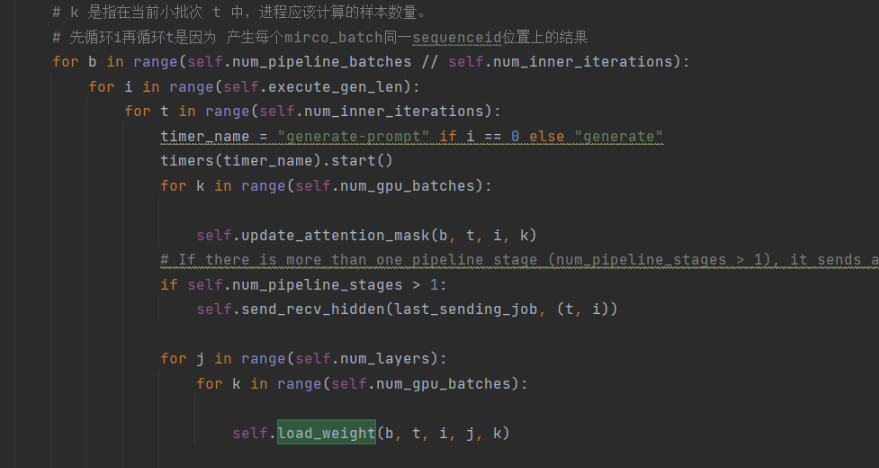 # k 是指在当前小批次 t 中，进程应该计算的样本数量。
# 先循环i再循环t是因为 产生每个mirco_batch同一sequenceid位置上的结果
for b in range(self.num_pipeline_batches // self.num_inner_iterations):
for i in range(self.execute_gen_len):
for t in range(self.num_inner_iterations):
timer_name = "generate-prompt" if i == 0 else "generate"
timers(timer_name).start()
for k in range(self.num_gpu_batches):
self.update_attention_mask(b, t, i, k)
# If there is more than one pipeline stage (num_pipeline_stages > 1), it sends a
if self.num_pipeline_stages > 1:
self.send_recv_hidden(last_sending_job, (t, i))
for j in range(self.num_layers):
for k in range(self.num_gpu_batches):
self.load_weight(b, t, i, j, k)